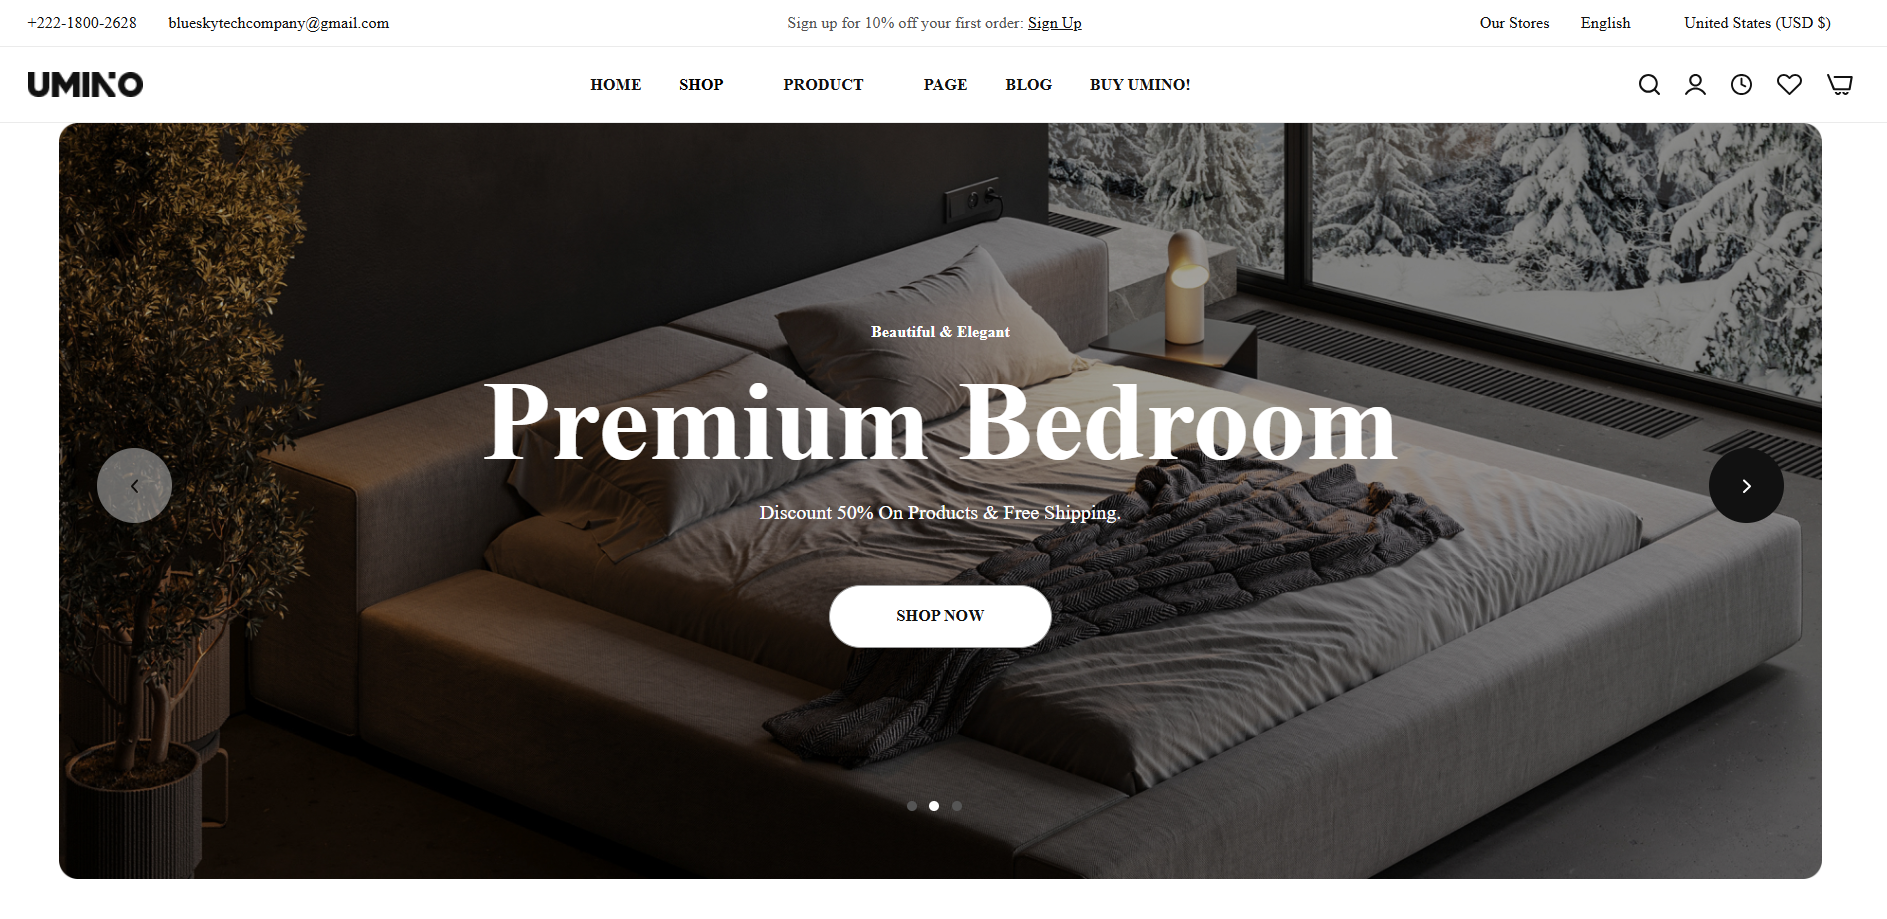 +222-1800-2628 blueskytechcompany@gmail.com Sign up for 10% off your first order: Sign Up Our Stores English United States (USD $)
UMINO HOME SHOP PRODUCT PAGE BLOG BUY UMINO!
Beautiful & Elegant
Premium Bedroom
Discount 50% On Products & Free Shipping.
SHOP NOW